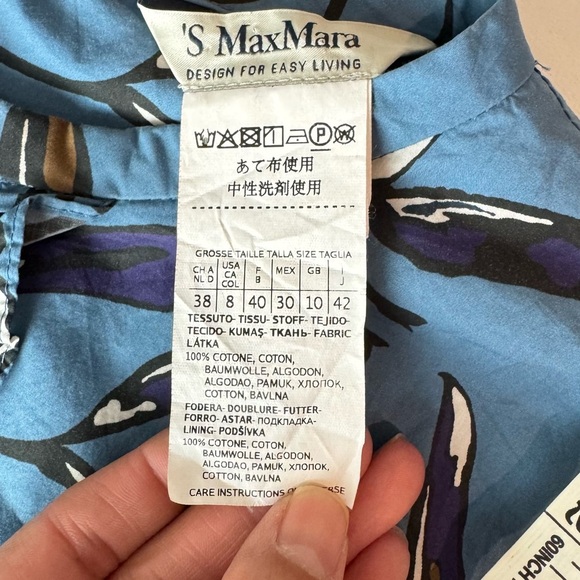 'S MaxMara
DESIGN FOR EASY LIVING
あて布使用
中性洗剤使用
GROSSE TAILLE TALLA SIZE TAGLIA
CH A NL D USA CA COL F B MEX GB I J
38 8 40 30 10 42
TESSUTO- TISSU- STOFF- TEJIDO-
TECIDO- KUMAŞ- ТКАНЬ- FABRIC
LÁTKA
100% COTONE, COTON,
BAUMWOLLE, ALGODON,
ALGODAO, PAMUK, ХЛОПОК,
COTTON, BAVLNA
FODERA- DOUBLURE- FUTTER-
FORRO- ASTAR- ПОДКЛАДКА-
LINING- PODŠÍVKA
100% COTONE, COTON,
BAUMWOLLE, ALGODON,
ALGODAO, PAMUK, ХЛОПОК,
COTTON, BAVLNA
CARE INSTRUCTIONS
60INCH